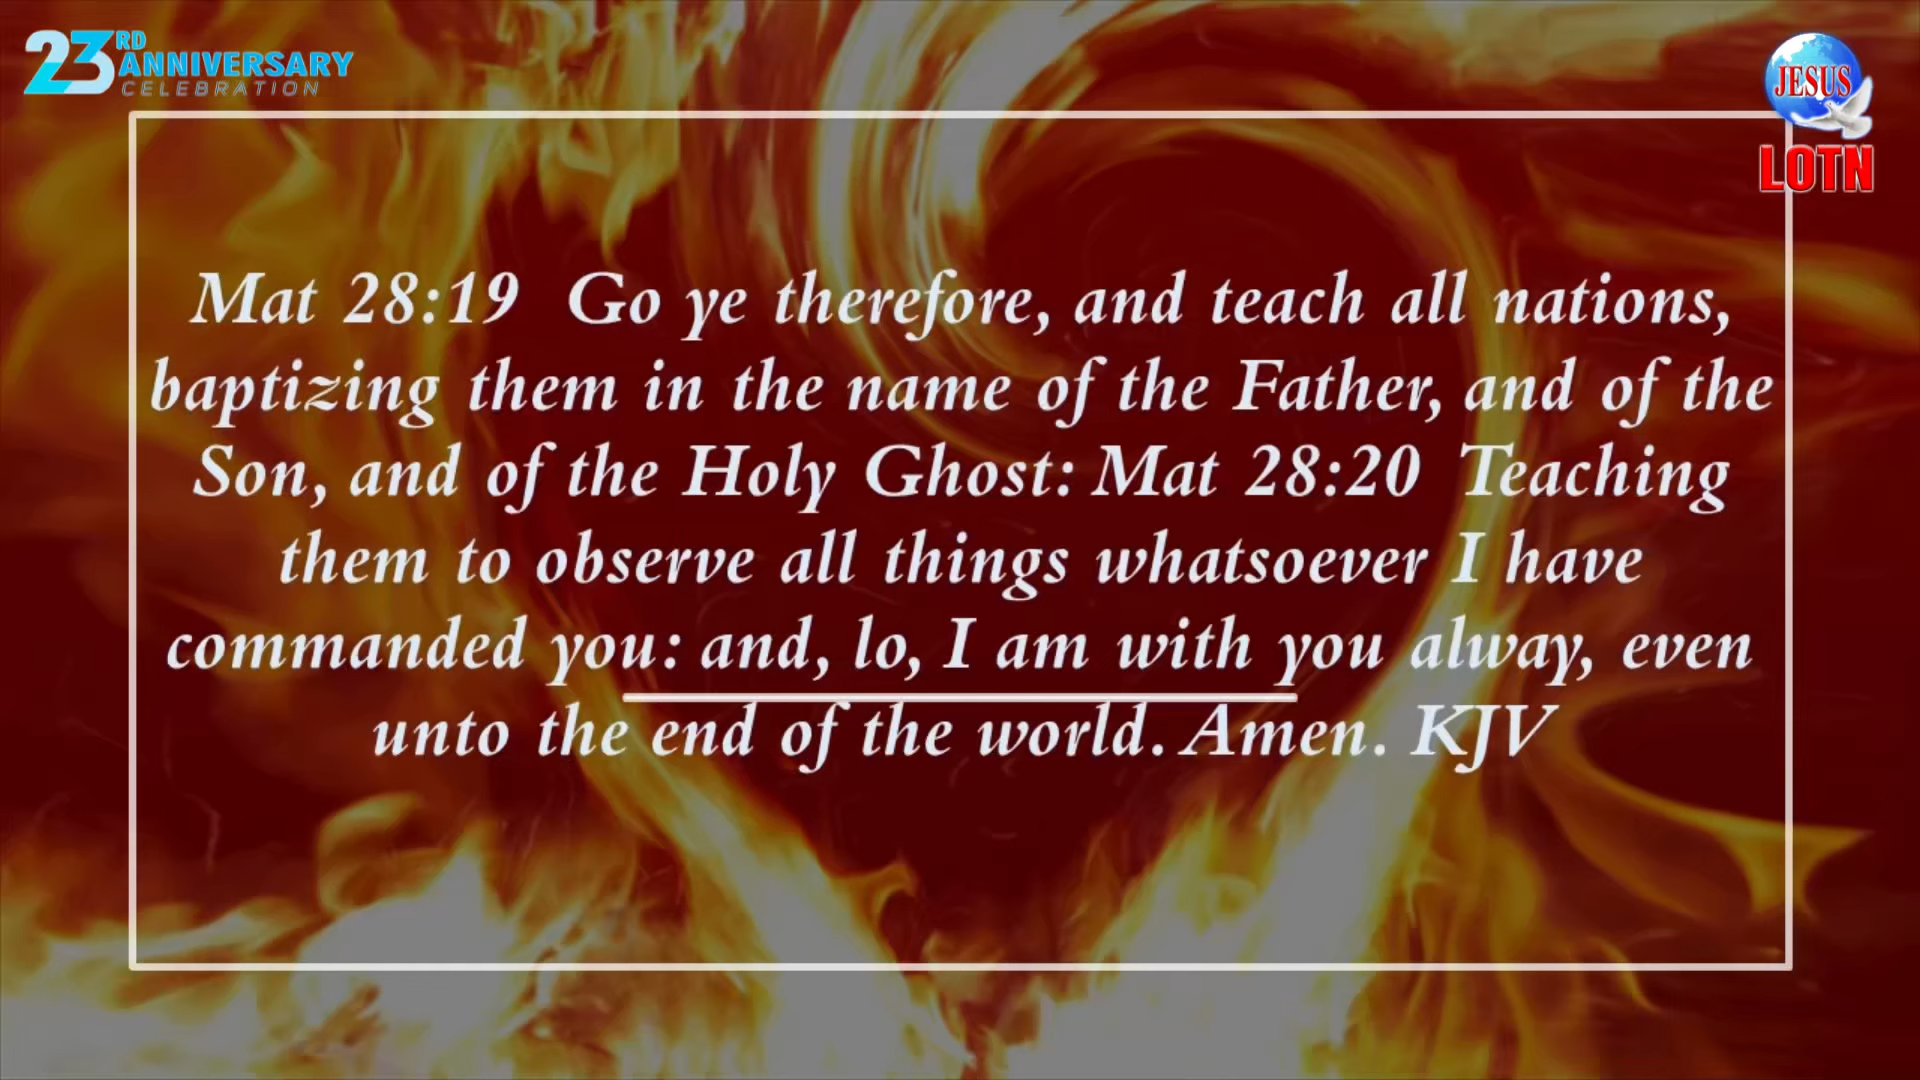 23RD
ANNIVERSARY
CELEBRATION
JESUS
LOTN
Mat 28:19 Go ye therefore, and teach all nations,
baptizing them in the name of the Father, and of the
Son, and of the Holy Ghost: Mat 28:20 Teaching
them to observe all things whatsoever I have
commanded you: and, lo, I am with you alway, even
unto the end of the world. Amen. KJV